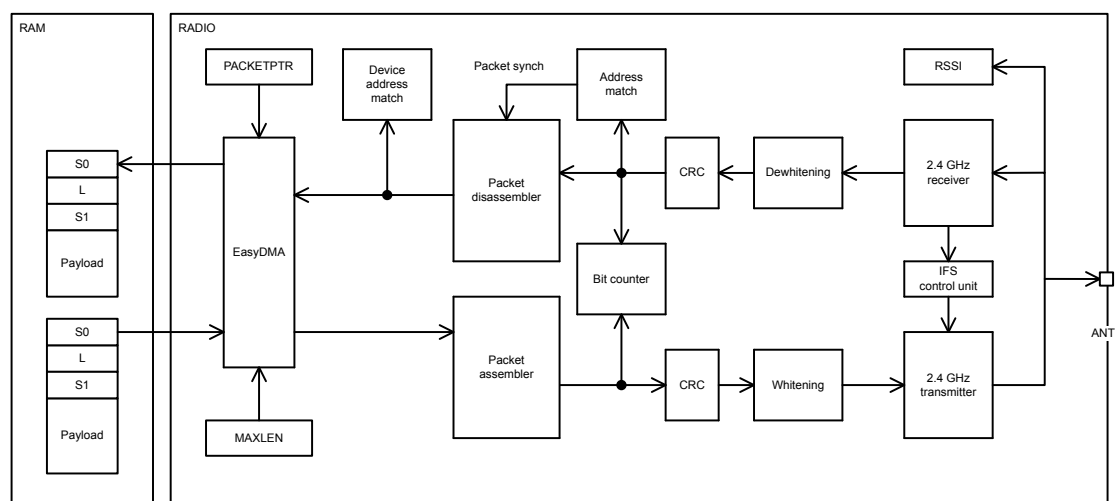 RAM
RADIO
PACKETPTR
Device
address
match
Packet synch
Address
match
RSSI
S0
L
S1
Payload
EasyDMA
Packet
disassembler
CRC
Dewhitening
2.4 GHz
receiver
Bit counter
IFS
control unit
ANT
S0
L
S1
Payload
Packet
assembler
CRC
Whitening
2.4 GHz
transmitter
MAXLEN